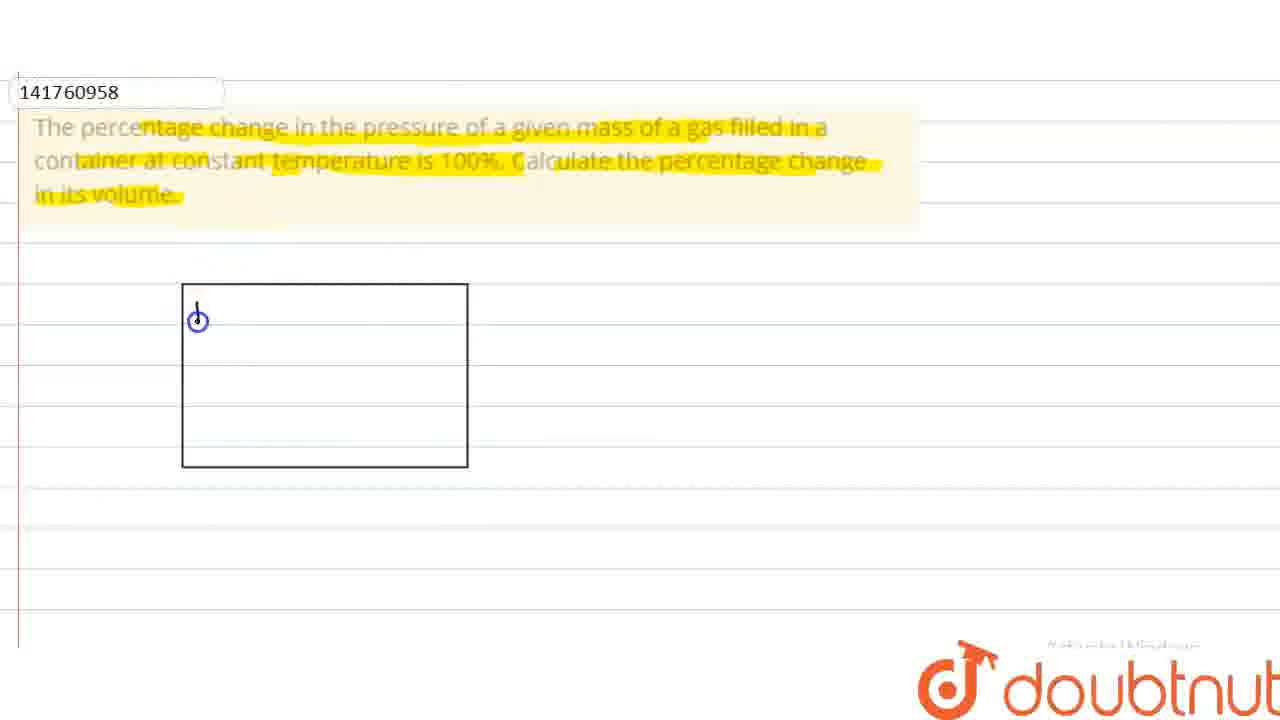 141760958
The percentage change in the pressure of a given mass of a gas filled in a
container at constant temperature is 100%. Calculate the percentage change
in its volume.
doubtnut